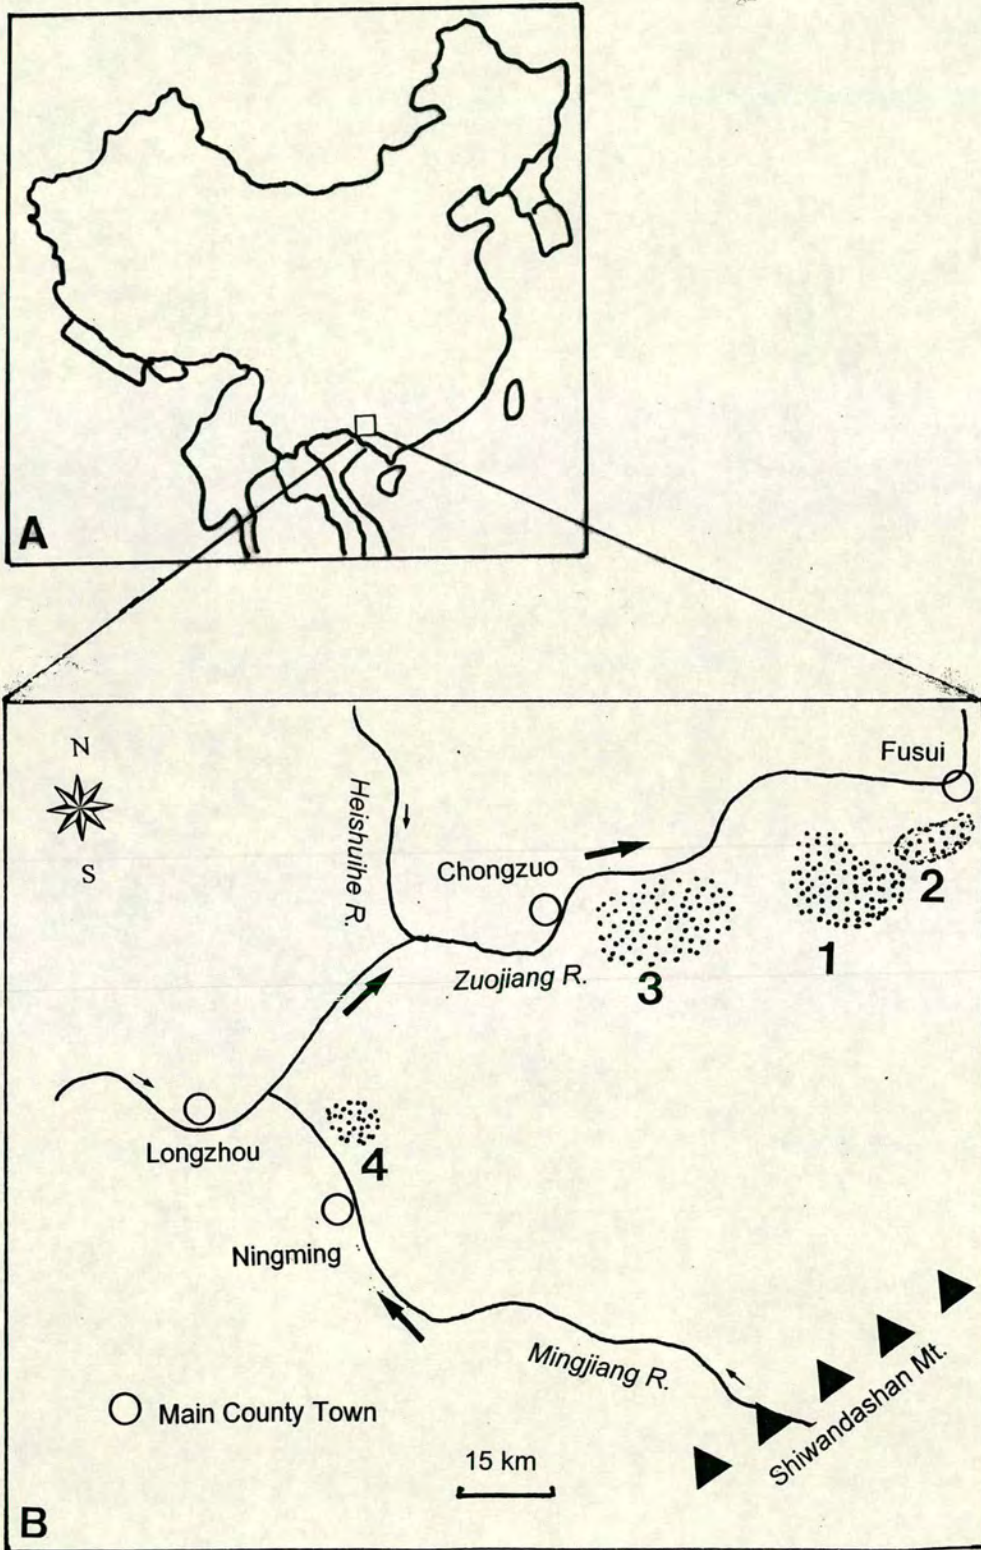 A
N
S
Heishuihe R.
Fusui
Chongzuo
2
1
Zuojiang R.
3
Longzhou
4
Ningming
Mingjiang R.
Shiwandashan Mt.
Main County Town
15 km
B